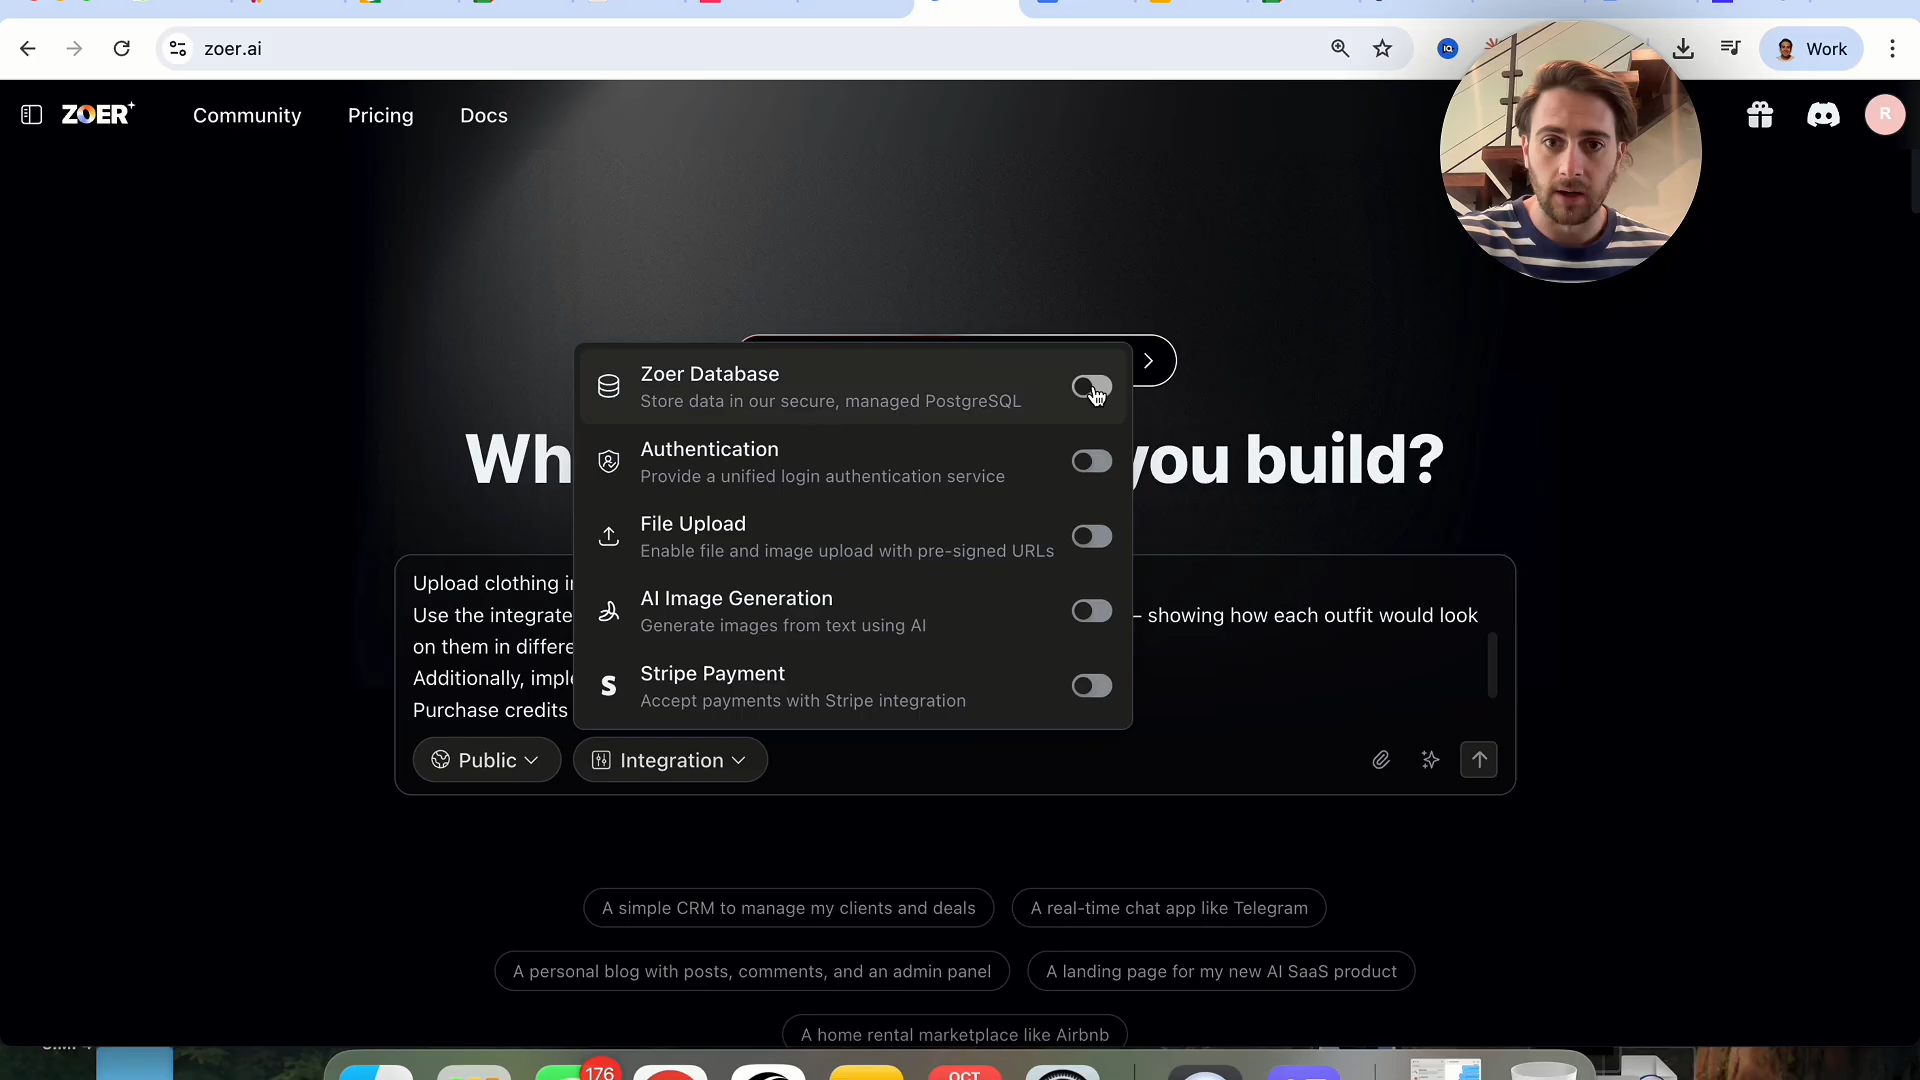 zoer.ai
Work
ZOER
Community
Pricing
Docs
R
Zoer Database
Store data in our secure, managed PostgreSQL
Authentication
Provide a unified login authentication service
File Upload
Enable file and image upload with pre-signed URLs
AI Image Generation
Generate images from text using AI
Stripe Payment
Accept payments with Stripe integration
Wh
you build?
Upload clothing
Use the integrate
– showing how each outfit would look
on them in differe
Additionally, imple
Purchase credits
Public
Integration
A simple CRM to manage my clients and deals
A real-time chat app like Telegram
A personal blog with posts, comments, and an admin panel
A landing page for my new AI SaaS product
A home rental marketplace like Airbnb
176
OCT